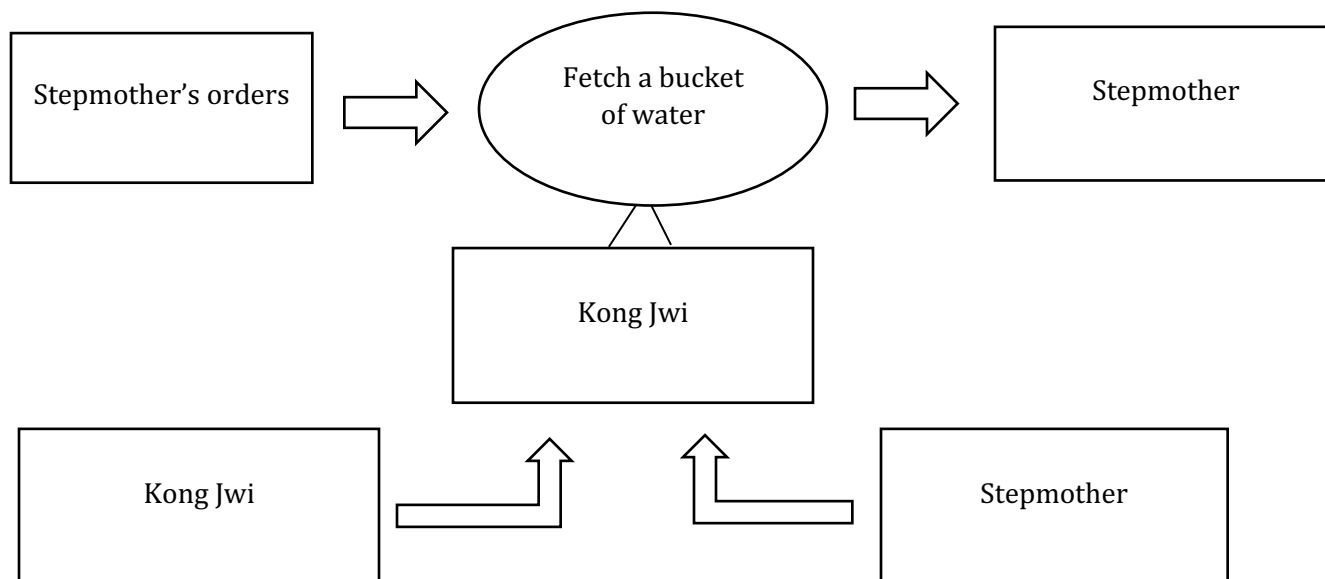 Stepmother’s orders
Fetch a bucket
of water
Stepmother
Kong Jwi
Kong Jwi
Stepmother